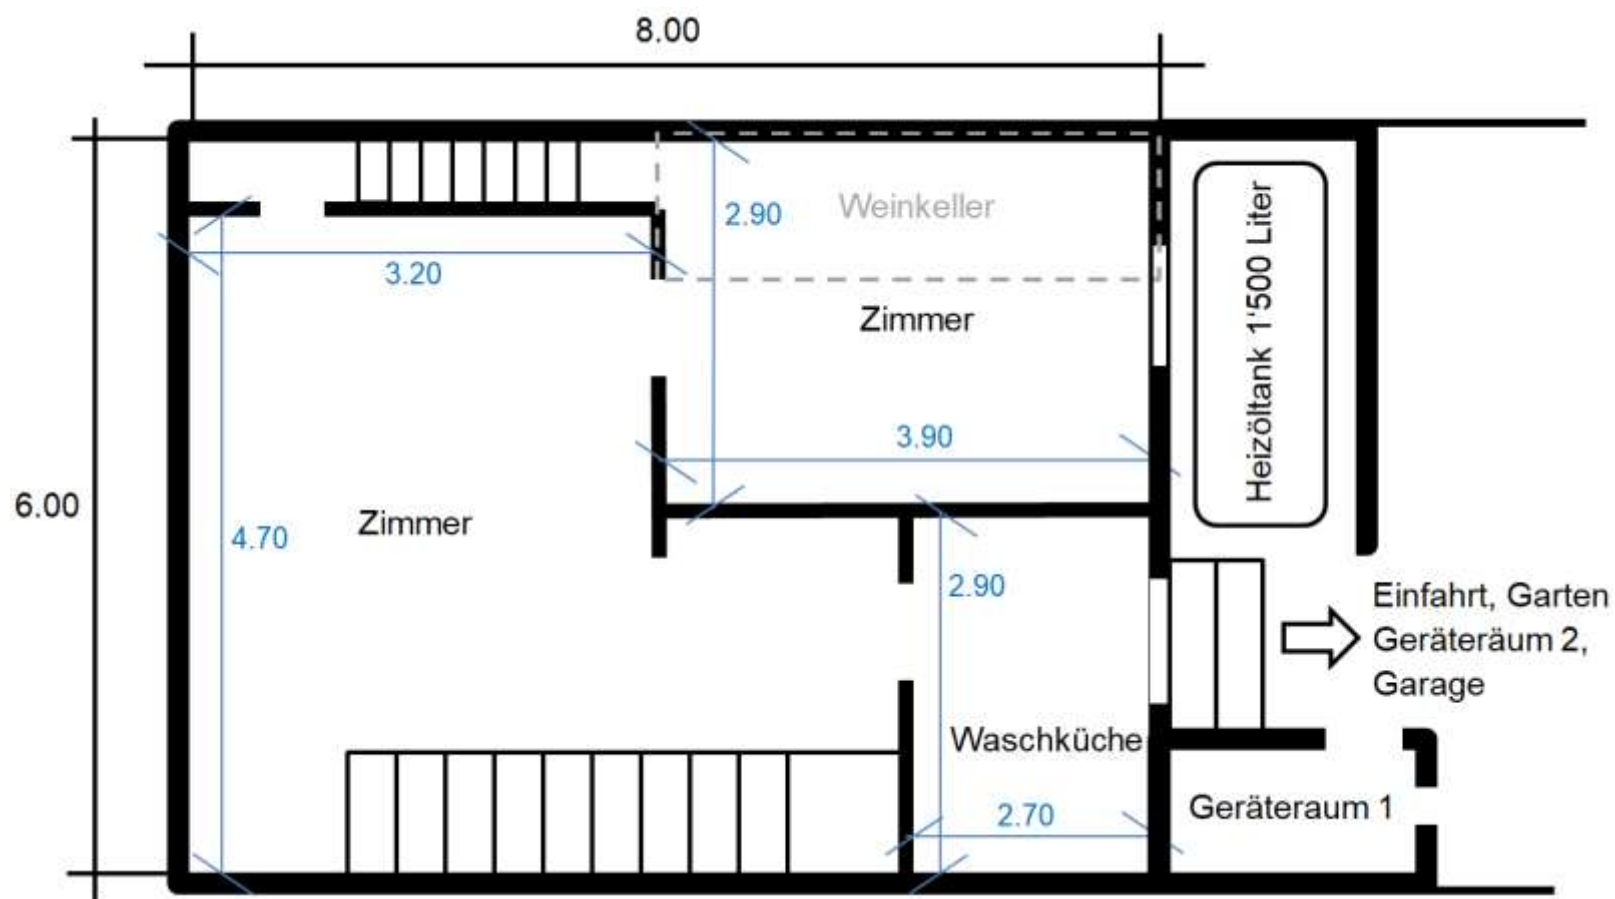 8.00
2.90
Weinkeller
3.20
Zimmer
Heizöltank 1'500 Liter
3.90
6.00
Zimmer
4.70
2.90
Einfahrt, Garten
Geräteräum 2,
Garage
Waschküche
2.70
Geräteraum 1